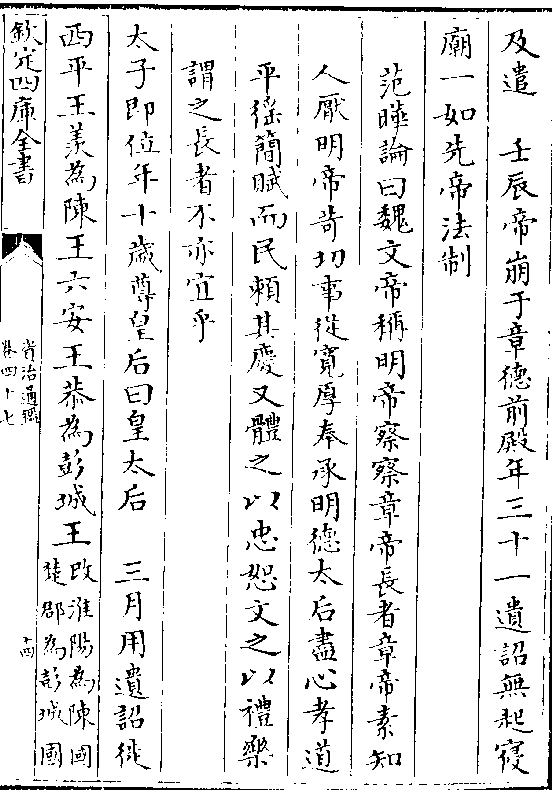 及遣　壬辰帝崩于章德前殿年三十一遺詔無起寢
廟一如先帝法制
范曄論曰魏文帝稱明帝察察章帝長者章帝素知
人厭明帝苛切事從寬厚奉承明德太后盡心孝道
平徭簡賦而民賴其慶又體之以忠恕文之以禮樂
謂之長者不亦宜乎
太子即位年十歲尊皇后曰皇太后　三月用遺詔徙
西平王羨為陳王六安王恭為彭城王
改淮陽為陳國
楚郡為彭城國
欽定四庫全書
資治通鑑
卷四十七
十四